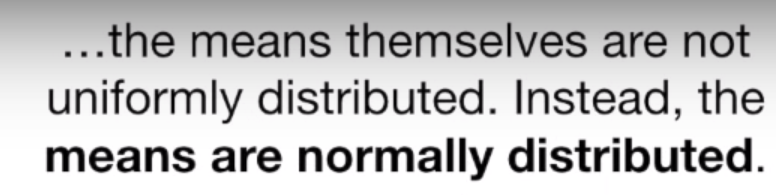 ...the means themselves are not
uniformly distributed. Instead, the
means are normally distributed.